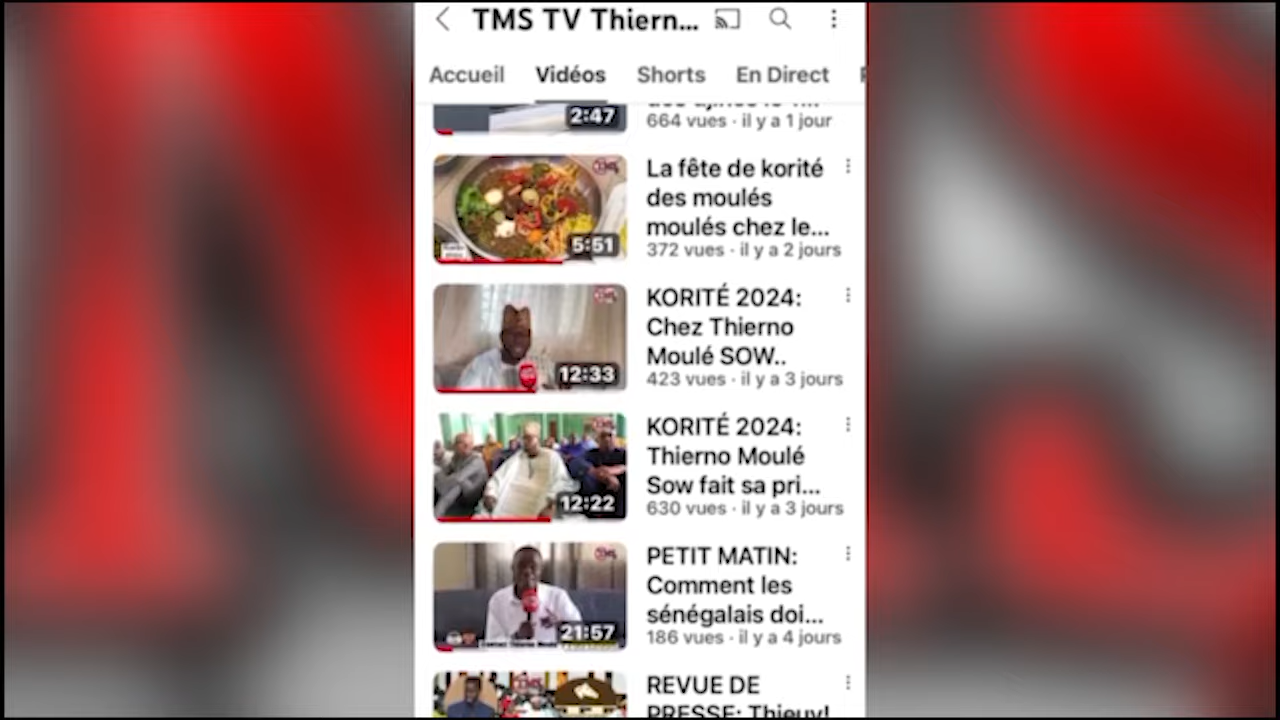 TMS TV Thiern...
Accueil Vidéos Shorts En Direct
2:47
664 vues · il y a 1 jour
La fête de korité
des moulés
moulés chez le...
5:51
372 vues · il y a 2 jours
KORITÉ 2024:
Chez Thierno
Moulé SOW..
12:33
423 vues · il y a 3 jours
KORITÉ 2024:
Thierno Moulé
Sow fait sa pri...
12:22
630 vues · il y a 3 jours
PETIT MATIN:
Comment les
sénégalais doi...
21:57
186 vues · il y a 4 jours
REVUE DE
PRESSE: Thieuy!